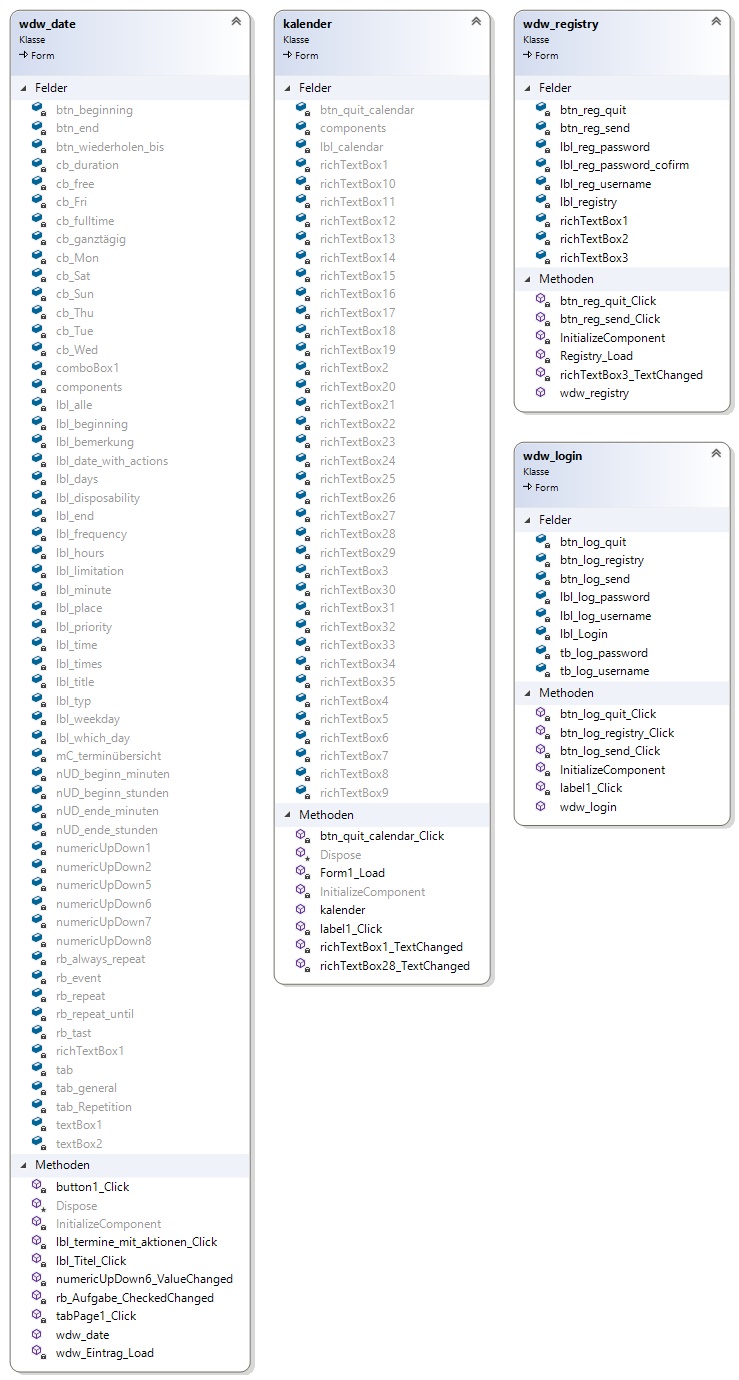 wdw_date
Klasse
Form
Felder
btn_beginning
btn_end
btn_wiederholen_bis
cb_duration
cb_free
cb_Fri
cb_fulltime
cb_ganztägig
cb_Mon
cb_Sat
cb_Sun
cb_Thu
cb_Tue
cb_Wed
comboBox1
components
lbl_alle
lbl_beginning
lbl_bemerkung
lbl_date_with_actions
lbl_days
lbl_disposability
lbl_end
lbl_frequency
lbl_hours
lbl_limitation
lbl_minute
lbl_place
lbl_priority
lbl_time
lbl_times
lbl_title
lbl_typ
lbl_weekday
lbl_which_day
mC_terminübersicht
nUD_beginn_minuten
nUD_beginn_stunden
nUD_ende_minuten
nUD_ende_stunden
numericUpDown1
numericUpDown2
numericUpDown5
numericUpDown6
numericUpDown7
numericUpDown8
rb_always_repeat
rb_event
rb_repeat
rb_repeat_until
rb_tast
richTextBox1
tab
tab_general
tab_Repetition
textBox1
textBox2
Methoden
button1_Click
Dispose
InitializeComponent
lbl_termine_mit_aktionen_Click
lbl_Titel_Click
numericUpDown6_ValueChanged
rb_Aufgabe_CheckedChanged
tabPage1_Click
wdw_date
wdw_Eintrag_Load
kalender
Klasse
Form
Felder
btn_quit_calendar
components
lbl_calendar
richTextBox1
richTextBox10
richTextBox11
richTextBox12
richTextBox13
richTextBox14
richTextBox15
richTextBox16
richTextBox17
richTextBox18
richTextBox19
richTextBox2
richTextBox20
richTextBox21
richTextBox22
richTextBox23
richTextBox24
richTextBox25
richTextBox26
richTextBox27
richTextBox28
richTextBox29
richTextBox3
richTextBox30
richTextBox31
richTextBox32
richTextBox33
richTextBox34
richTextBox35
richTextBox4
richTextBox5
richTextBox6
richTextBox7
richTextBox8
richTextBox9
Methoden
btn_quit_calendar_Click
Dispose
Form1_Load
InitializeComponent
kalender
label1_Click
richTextBox1_TextChanged
richTextBox28_TextChanged
wdw_registry
Klasse
Form
Felder
btn_reg_quit
btn_reg_send
lbl_reg_password
lbl_reg_password_cofirm
lbl_reg_username
lbl_registry
richTextBox1
richTextBox2
richTextBox3
Methoden
btn_reg_quit_Click
btn_reg_send_Click
InitializeComponent
Registry_Load
richTextBox3_TextChanged
wdw_registry
wdw_login
Klasse
Form
Felder
btn_log_quit
btn_log_registry
btn_log_send
lbl_log_password
lbl_log_username
lbl_Login
tb_log_password
tb_log_username
Methoden
btn_log_quit_Click
btn_log_registry_Click
btn_log_send_Click
InitializeComponent
label1_Click
wdw_login